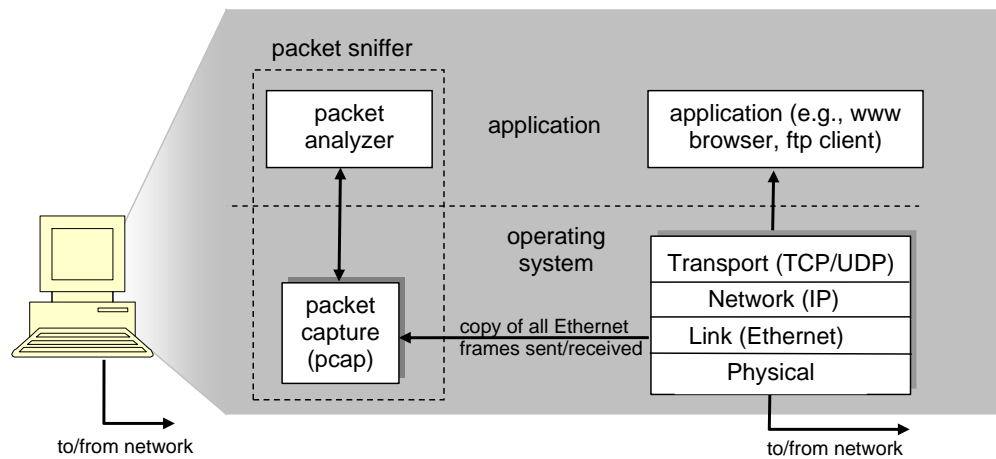 packet sniffer
packet
analyzer
application
application (e.g., www
browser, ftp client)
operating
system
packet
capture
(pcap)
copy of all Ethernet
frames sent/received
Transport (TCP/UDP)
Network (IP)
Link (Ethernet)
Physical
to/from network
to/from network